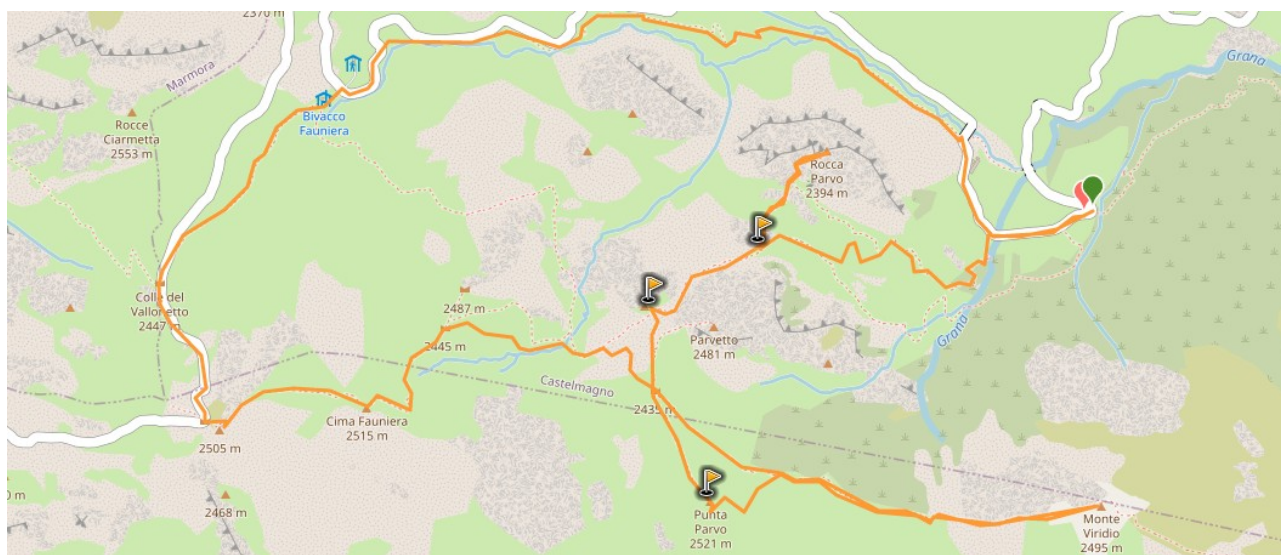 2370 m
Marmora
Grana
Rocce
Ciarmetta
2553 m
Bivacco
Fauniera
Rocca
Parvo
2394 m
Colle del
Valloretto
2447 m
2487 m
2445 m
Parvetto
2481 m
Grana
Castelmagno
2435 m
Cima Fauniera
2515 m
2505 m
2468 m
0 m
Punta
Parvo
2521 m
Monte
Viridio
2495 m